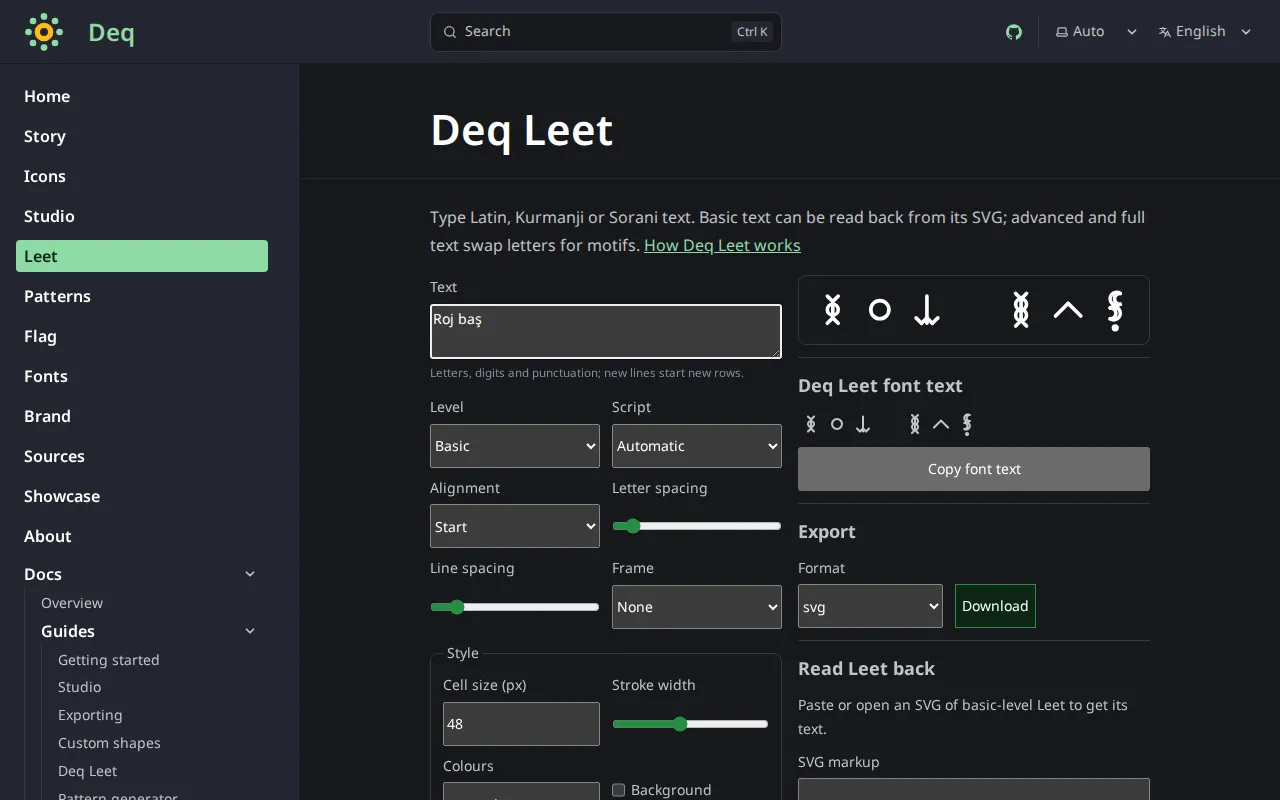 Deq
Search
Ctrl K
Auto
English
Home
Story
Icons
Studio
Leet
Patterns
Flag
Fonts
Brand
Sources
Showcase
About
Docs
Overview
Guides
Getting started
Studio
Exporting
Custom shapes
Deq Leet
Pattern generator
Deq Leet
Type Latin, Kurmanji or Sorani text. Basic text can be read back from its SVG; advanced and full
text swap letters for motifs. How Deq Leet works
Text
Roj baş
Letters, digits and punctuation; new lines start new rows.
Level
Script
Basic
Automatic
Alignment
Letter spacing
Start
Line spacing
Frame
None
Style
Cell size (px)
Stroke width
48
Colours
Background
Deq Leet font text
Copy font text
Export
Format
svg
Download
Read Leet back
Paste or open an SVG of basic-level Leet to get its
text.
SVG markup